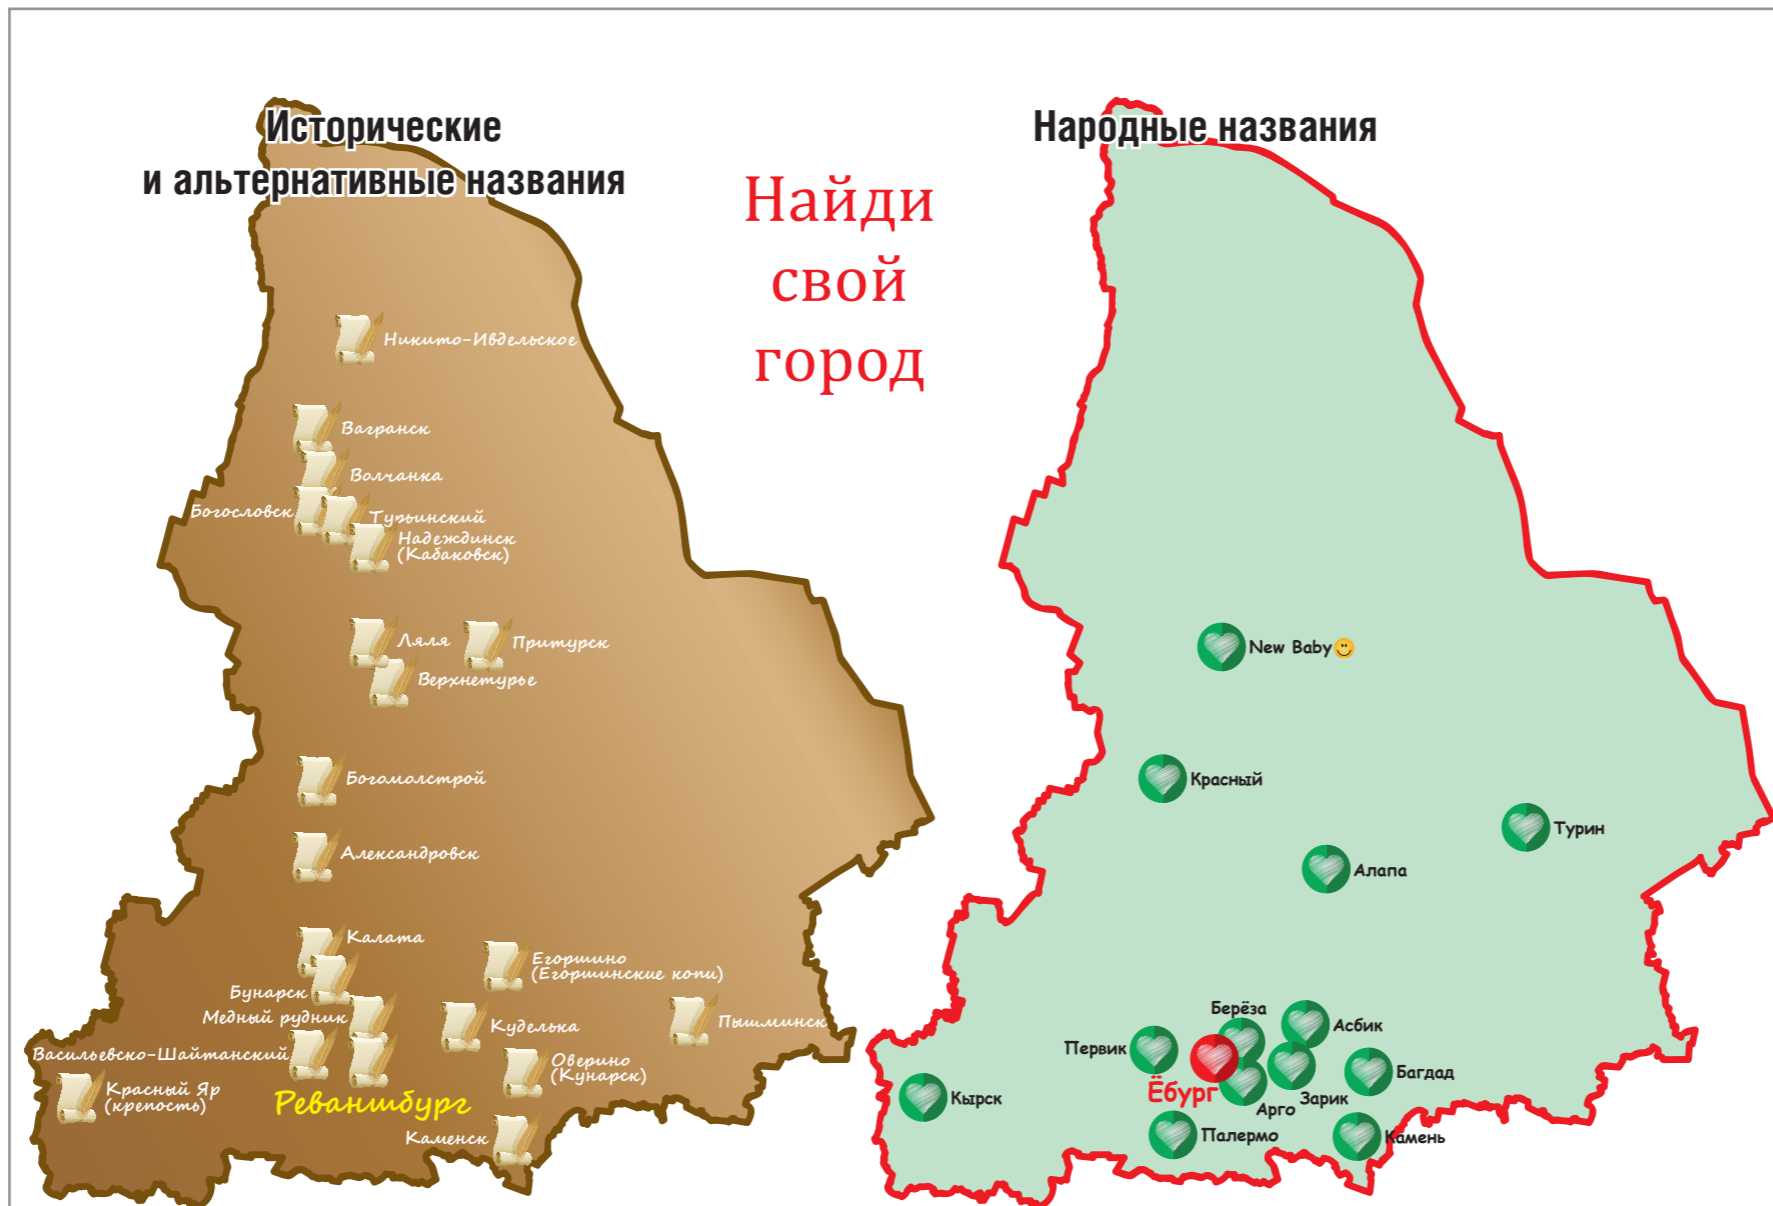 Исторические
и альтернативные названия
Никито-Ивдельское
Вагранск
Волчанка
Богословск
Турьинский
Надеждинск
(Кабаковск)
Ляля
Притурск
Верхнетурье
Богомолстрой
Александровск
Калата
Егоршино
(Егоршинские копи)
Бунарск
Медный рудник
Куделька
Пышминск
Васильевско-Шайтанский
Оверино
(Кунарск)
Красный Яр
(крепость)
Реваншбург
Каменск
Найди
свой
город
Народные названия
New Baby
Красный
Турин
Алапа
Берёза
Асбик
Первик
Багдад
Ёбург
Зарик
Арго
Кырск
Палермо
Камень